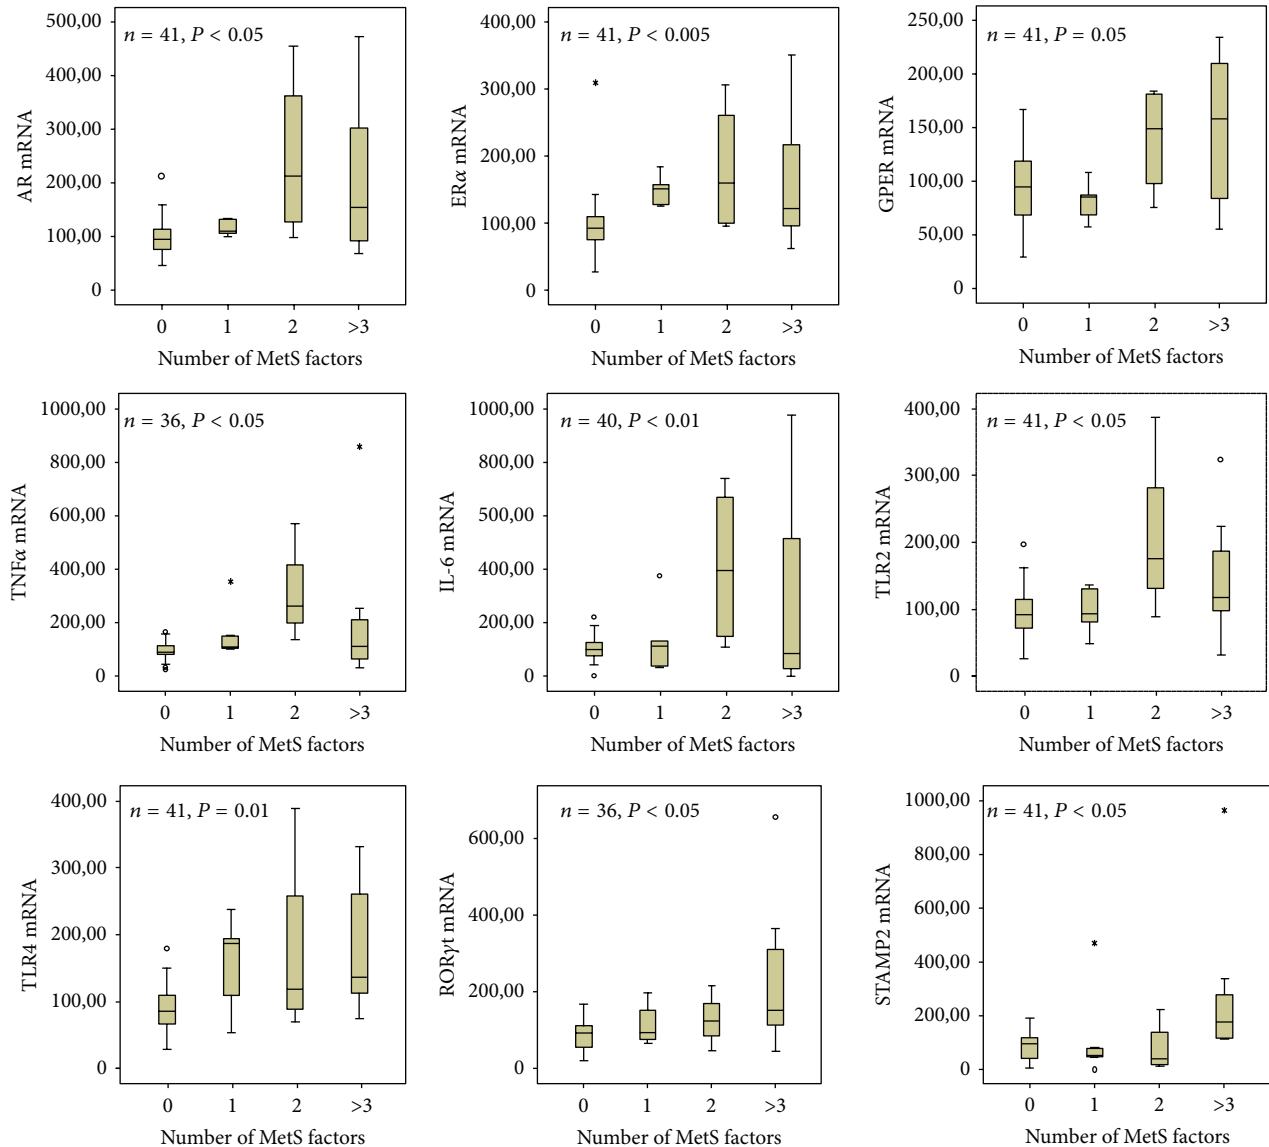 AR mRNA
500,00
400,00
300,00
200,00
100,00
0
n = 41, P < 0.05
0 1 2 >3
Number of MetS factors
ERα mRNA
400,00
300,00
200,00
100,00
0
n = 41, P < 0.005
0 1 2 >3
Number of MetS factors
GPER mRNA
250,00
200,00
150,00
100,00
50,00
0
n = 41, P = 0.05
0 1 2 >3
Number of MetS factors
TNFα mRNA
1000,00
800,00
600,00
400,00
200,00
0
n = 36, P < 0.05
0 1 2 >3
Number of MetS factors
IL-6 mRNA
1000,00
800,00
500,00
400,00
200,00
0
n = 40, P < 0.01
0 1 2 >3
Number of MetS factors
TLR2 mRNA
400,00
300,00
200,00
100,00
0
n = 41, P < 0.05
0 1 2 >3
Number of MetS factors
TLR4 mRNA
400,00
300,00
200,00
100,00
0
n = 41, P = 0.01
0 1 2 >3
Number of MetS factors
RORγt mRNA
600,00
400,00
200,00
0
n = 36, P < 0.05
0 1 2 >3
Number of MetS factors
STAMP2 mRNA
1000,00
800,00
600,00
400,00
200,00
0
n = 41, P < 0.05
0 1 2 >3
Number of MetS factors